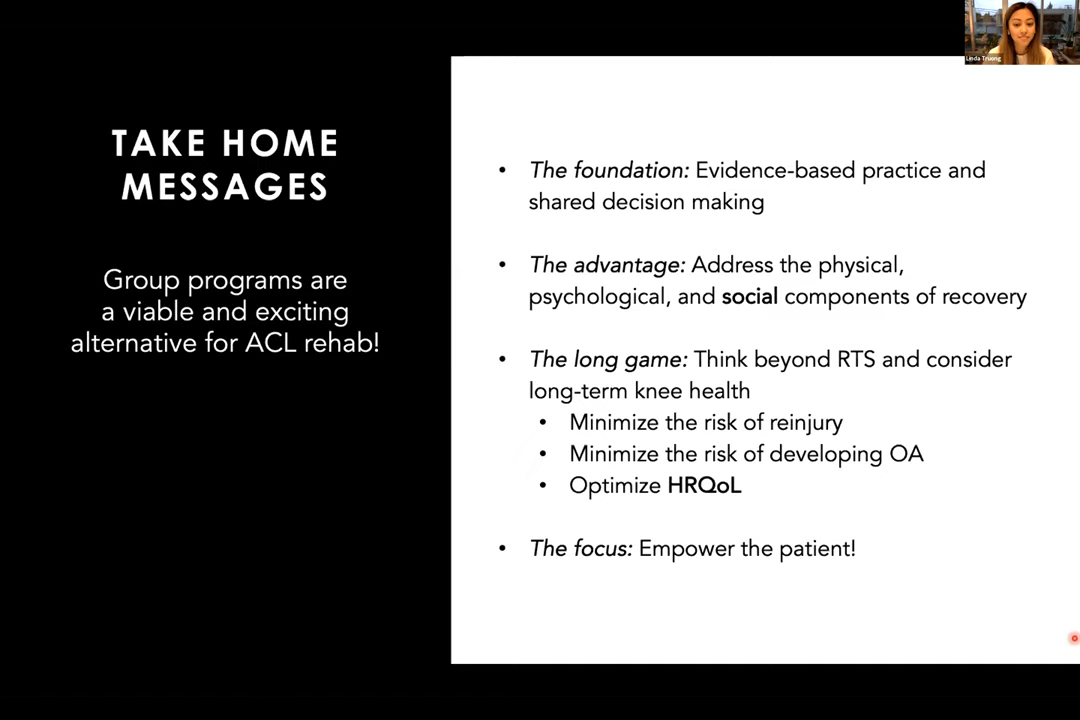 Linda Truong
TAKE HOME
MESSAGES
Group programs are
a viable and exciting
alternative for ACL rehab!
• The foundation: Evidence-based practice and
shared decision making
• The advantage: Address the physical,
psychological, and social components of recovery
• The long game: Think beyond RTS and consider
long-term knee health
• Minimize the risk of reinjury
• Minimize the risk of developing OA
• Optimize HRQoL
• The focus: Empower the patient!